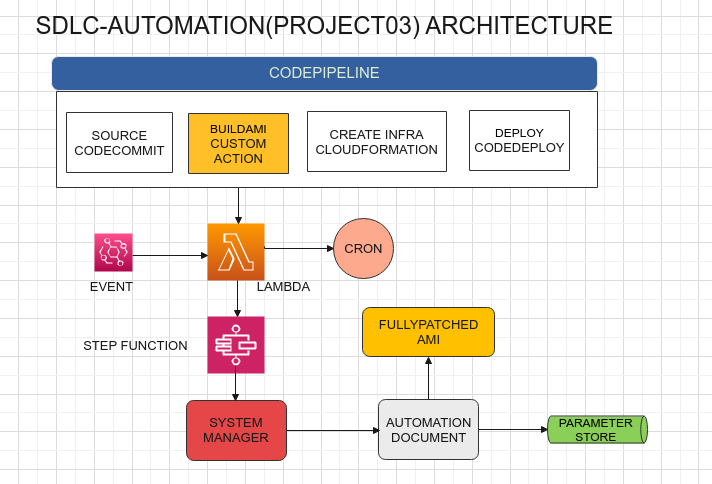 SDLC-AUTOMATION(PROJECT03) ARCHITECTURE
CODEPIPELINE
SOURCE
CODECOMMIT
BUILDAMI
CUSTOM
ACTION
CREATE INFRA
CLOUDFORMATION
DEPLOY
CODEDEPLOY
EVENT
LAMBDA
CRON
STEP FUNCTION
FULLYPATCHED
AMI
SYSTEM
MANAGER
AUTOMATION
DOCUMENT
PARAMETER
STORE